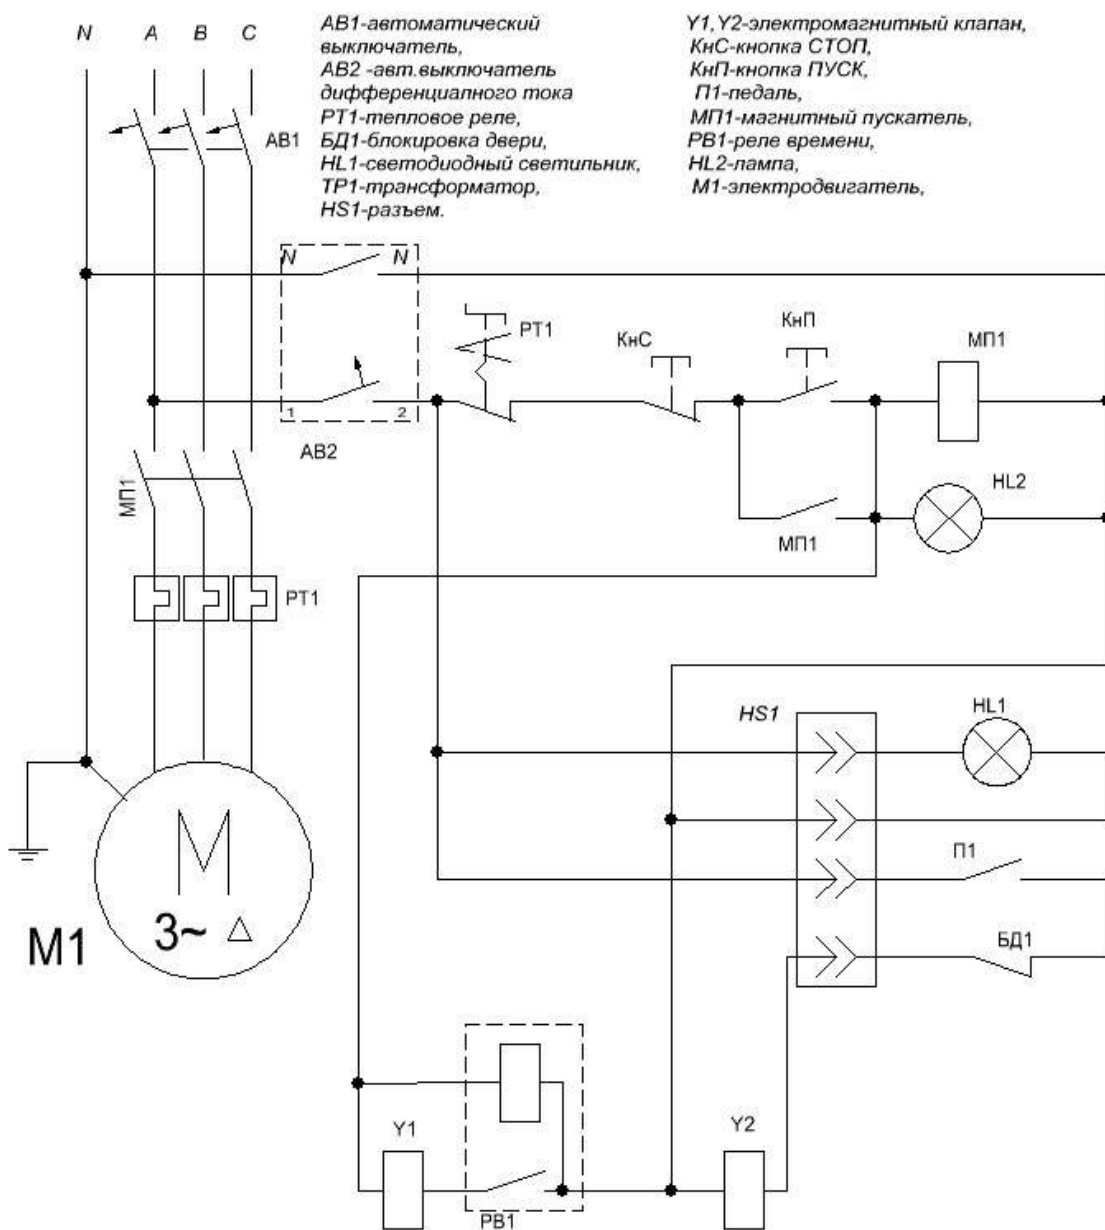 N A B C
АВ1-автоматический
выключатель,
АВ2 -авт.выключатель
дифференциалного тока
РТ1-тепловое реле,
БД1-блокировка двери,
HL1-светодиодный светильник,
ТР1-трансформатор,
HS1-разъем.
Y1,Y2-электромагнитный клапан,
КнС-кнопка СТОП,
КнП-кнопка ПУСК,
П1-педаль,
МП1-магнитный пускатель,
РВ1-реле времени,
HL2-лампа,
М1-электродвигатель,
АВ1
N N
РТ1
КнС
КнП
МП1
1 2
АВ2
МП1
HL2
МП1
РТ1
HS1
HL1
П1
БД1
M
3~ Δ
М1
Y1
Y2
РВ1